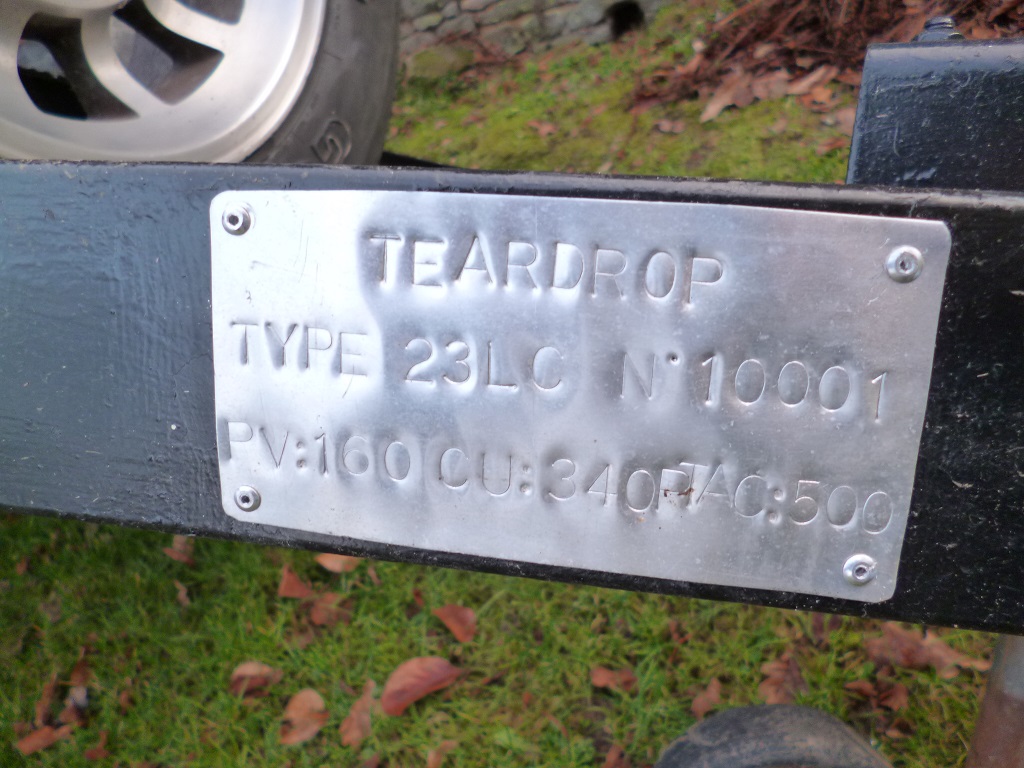 TEARDROP
TYPE 23LC N°10001
PV:160 CU:340 PTAC:500